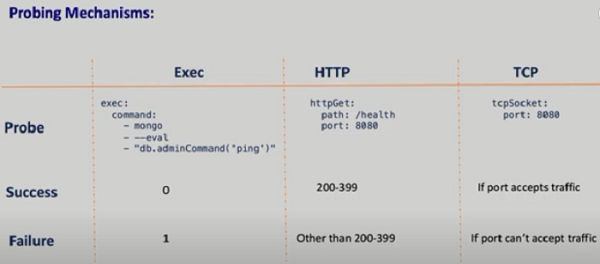 Probing Mechanisms:
Exec HTTP TCP
Probe
exec:
command:
- mongo
- --eval
- "db.adminCommand('ping')"
httpGet:
path: /health
port: 8080
tcpSocket:
port: 8080
Success 0 200-399 If port accepts traffic
Failure 1 Other than 200-399 If port can't accept traffic